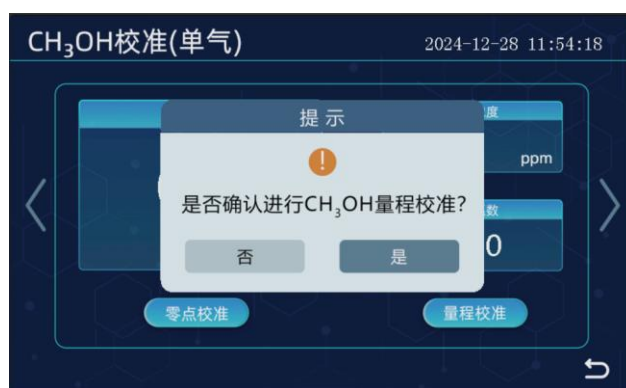 CH₃OH校准(单气)
2024-12-28 11:54:18
提示
度
!
ppm
是否确认进行CH₃OH量程校准?
数
否
是
0
零点校准
量程校准